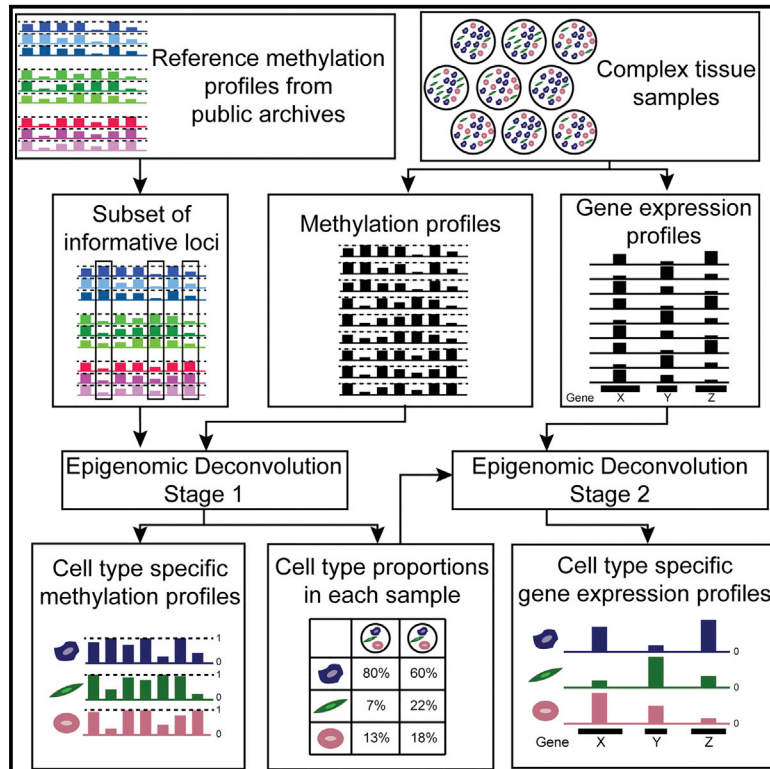 Reference methylation
profiles from
public archives
Complex tissue
samples
Subset of
informative loci
Methylation profiles
Gene expression
profiles
Gene X Y Z
Epigenomic Deconvolution
Stage 1
Epigenomic Deconvolution
Stage 2
Cell type specific
methylation profiles
1
0
1
0
1
0
Cell type proportions
in each sample
80% 60%
7% 22%
13% 18%
Cell type specific
gene expression profiles
0
0
0
Gene X Y Z